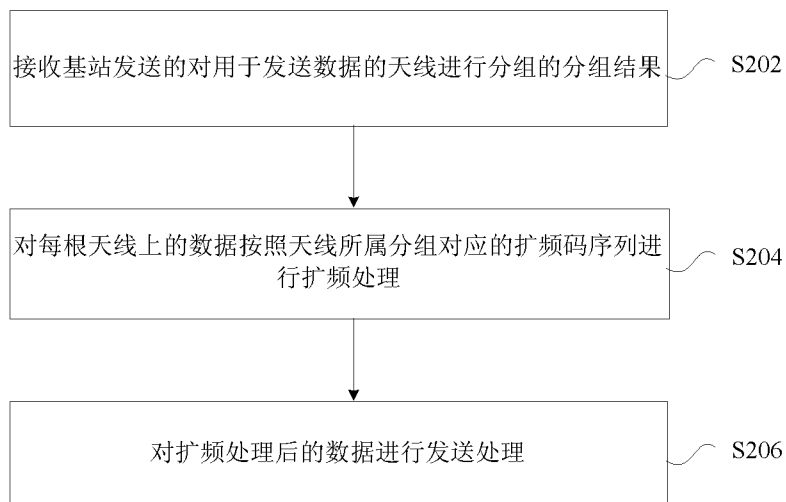 接收基站发送的对用于发送数据的天线进行分组的分组结果
S202
对每根天线上的数据按照天线所属分组对应的扩频码序列进
行扩频处理
S204
对扩频处理后的数据进行发送处理
S206